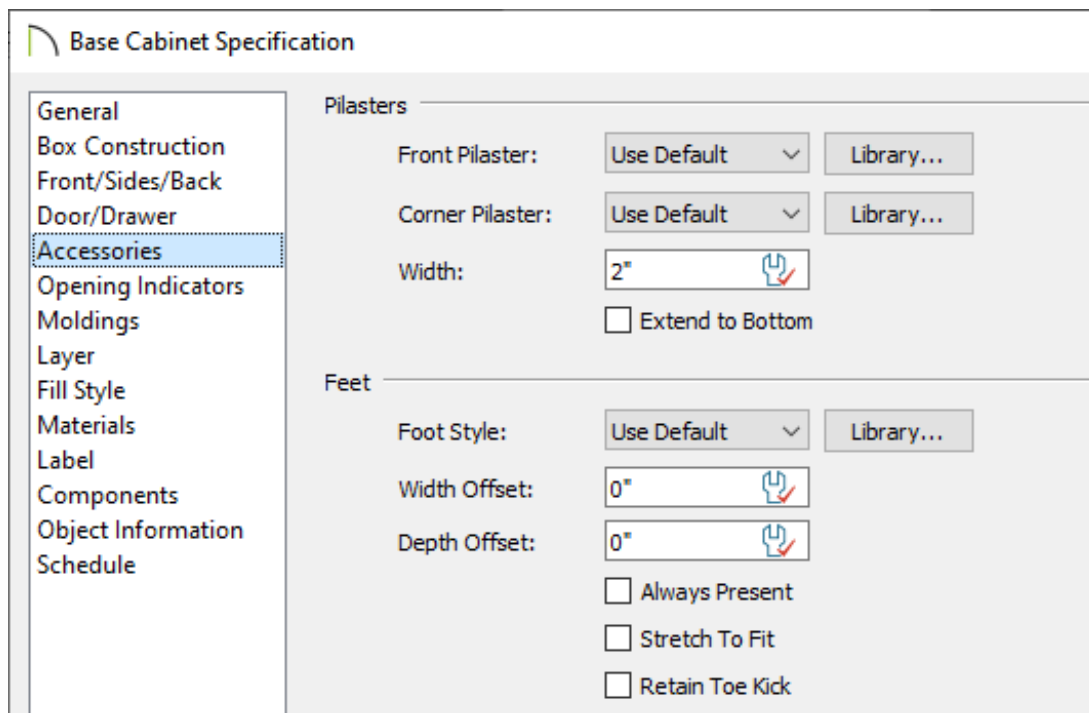 Base Cabinet Specification
General
Box Construction
Front/Sides/Back
Door/Drawer
Accessories
Opening Indicators
Moldings
Layer
Fill Style
Materials
Label
Components
Object Information
Schedule
Pilasters
Front Pilaster: Use Default Library...
Corner Pilaster: Use Default Library...
Width: 2"
Extend to Bottom
Feet
Foot Style: Use Default Library...
Width Offset: 0"
Depth Offset: 0"
Always Present
Stretch To Fit
Retain Toe Kick